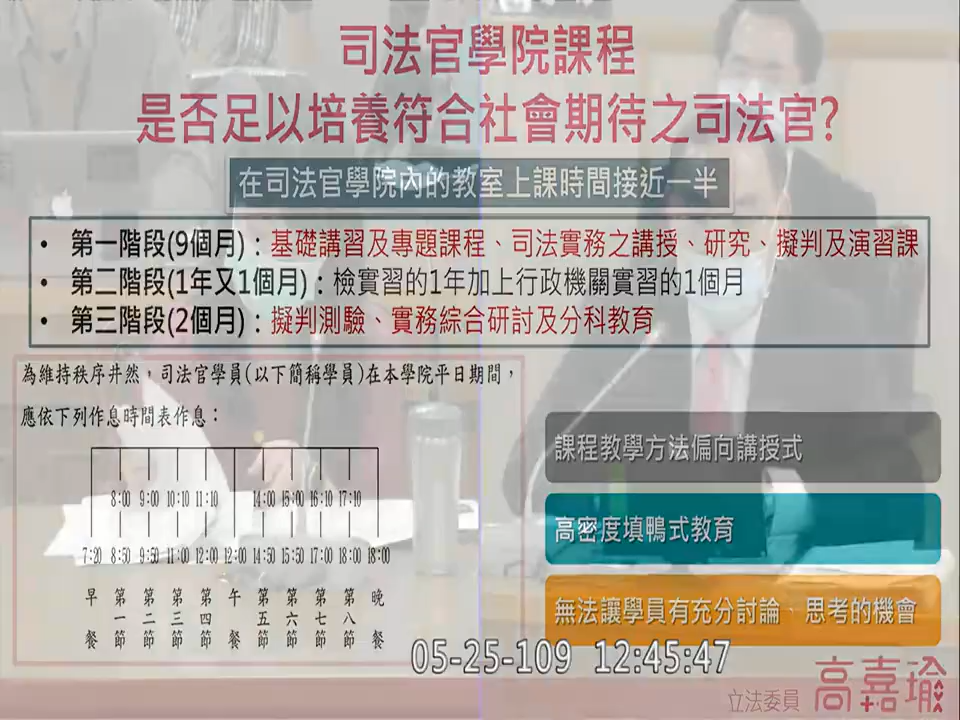 司法官學院課程
是否足以培養符合社會期待之司法官?
在司法官學院內的教室上課時間接近一半
• 第一階段(9個月):基礎講習及專題課程、司法實務之講授、研究、擬判及演習課
• 第二階段(1年又1個月):檢實習的1年加上行政機關實習的1個月
• 第三階段(2個月):擬判測驗、實務綜合研討及分科教育
為維持秩序井然,司法官學員(以下簡稱學員)在本學院平日期間,
應依下列作息時間表作息:
8:00 9:00 10:10 11:10 14:00 15:00 16:10 17:10
7:20 8:50 9:50 11:00 12:00 12:00 14:50 15:50 17:00 18:00 18:00
早餐 第一節 第二節 第三節 第四節 午餐 第五節 第六節 第七節 第八節 晚餐
課程教學方法偏向講授式
高密度填鴨式教育
無法讓學員有充分討論、思考的機會
05-25-109 12:45:47
立法委員 高嘉瑜